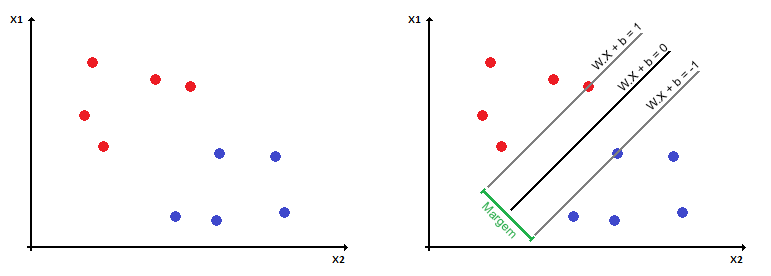 X1
X2
X1
W.X + b = 1
W.X + b = 0
W.X + b = -1
Margem
X2